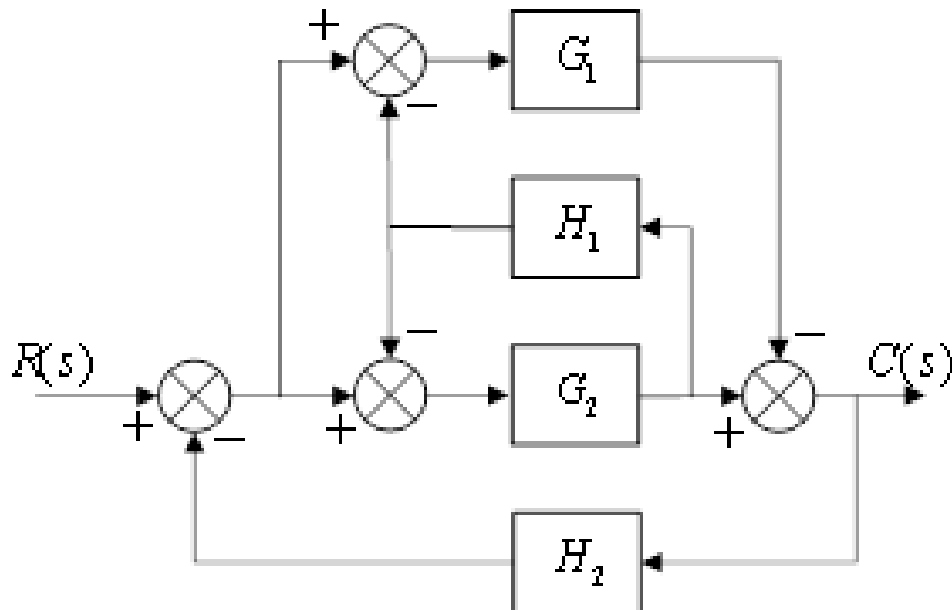 +
G₁
−
H₁
−
R(s)
−
C(s)
+
−
+
G₂
+
H₂